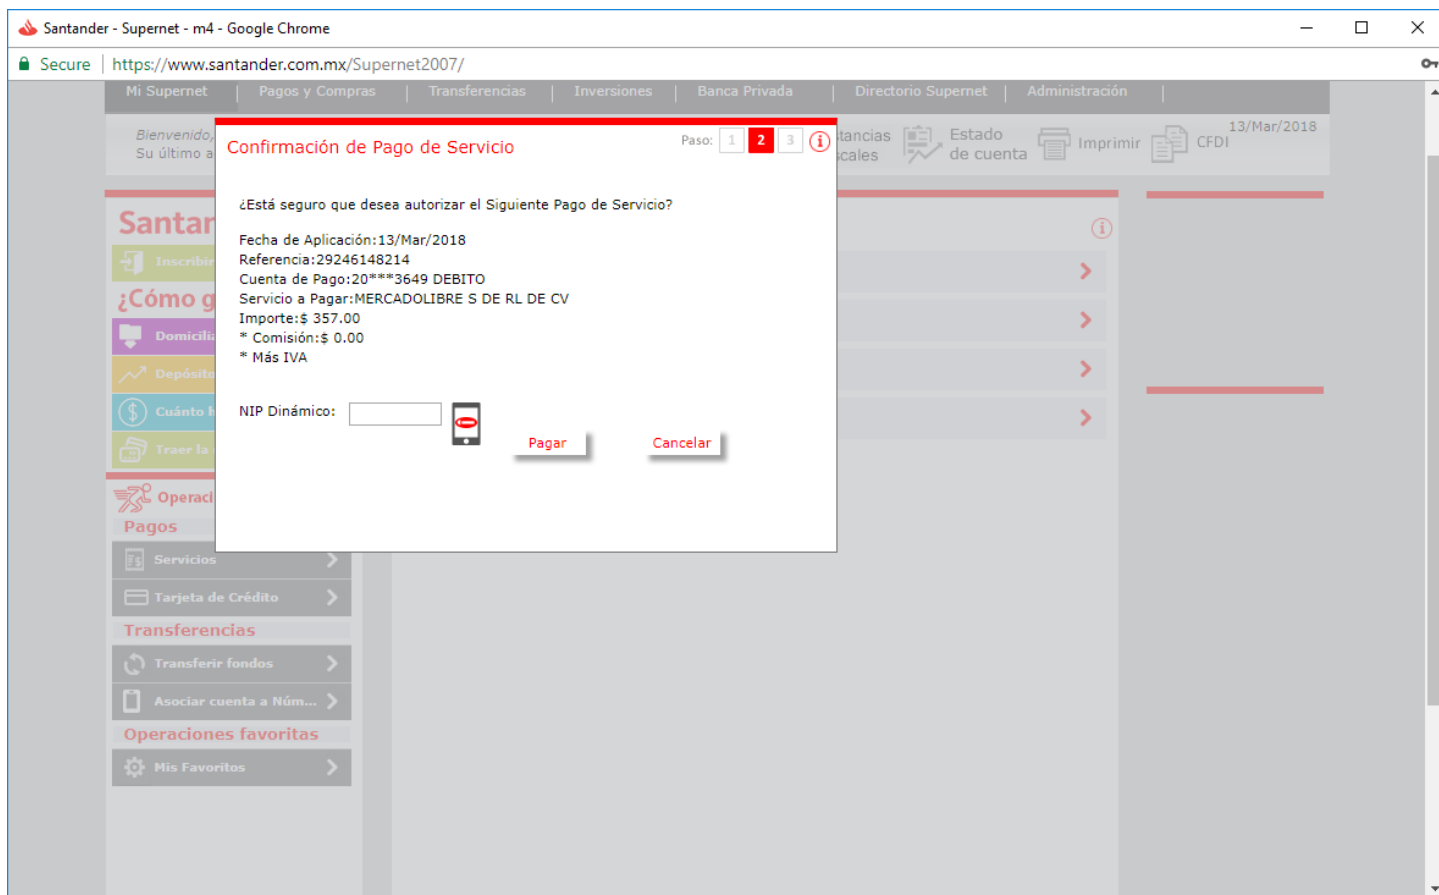 Santander - Supernet - m4 - Google Chrome
Secure | https://www.santander.com.mx/Supernet2007/
Mi Supernet | Pagos y Compras | Transferencias | Inversiones | Banca Privada | Directorio Supernet | Administración |
13/Mar/2018
Bienvenido,
Su último a
Estado
de cuenta
Imprimir
CFDI
Confirmación de Pago de Servicio
Paso: 1 2 3
¿Está seguro que desea autorizar el Siguiente Pago de Servicio?
Fecha de Aplicación:13/Mar/2018
Referencia:29246148214
Cuenta de Pago:20***3649 DEBITO
Servicio a Pagar:MERCADOLIBRE S DE RL DE CV
Importe:$ 357.00
* Comisión:$ 0.00
* Más IVA
NIP Dinámico:
Pagar
Cancelar
Santan
Inscribir
¿Cómo g
Domicilia
Depósito
Cuánto h
Traer la
Operaci
Pagos
Servicios
Tarjeta de Crédito
Transferencias
Transferir fondos
Asociar cuenta a Núm...
Operaciones favoritas
Mis Favoritos